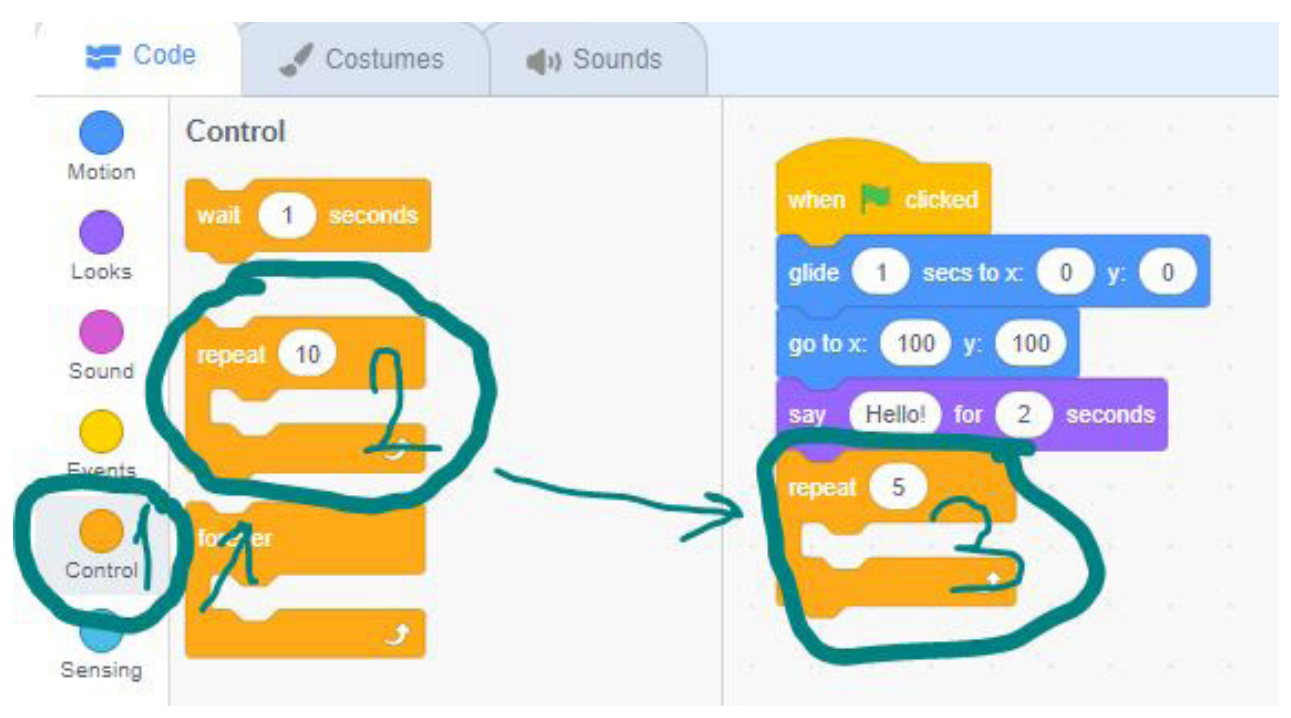 Code Costumes Sounds
Motion
Looks
Sound
Events
Control
Sensing
Control
wait 1 seconds
repeat 10
forever
when clicked
glide 1 secs to x: 0 y: 0
go to x: 100 y: 100
say Hello! for 2 seconds
repeat 5
1
2
3